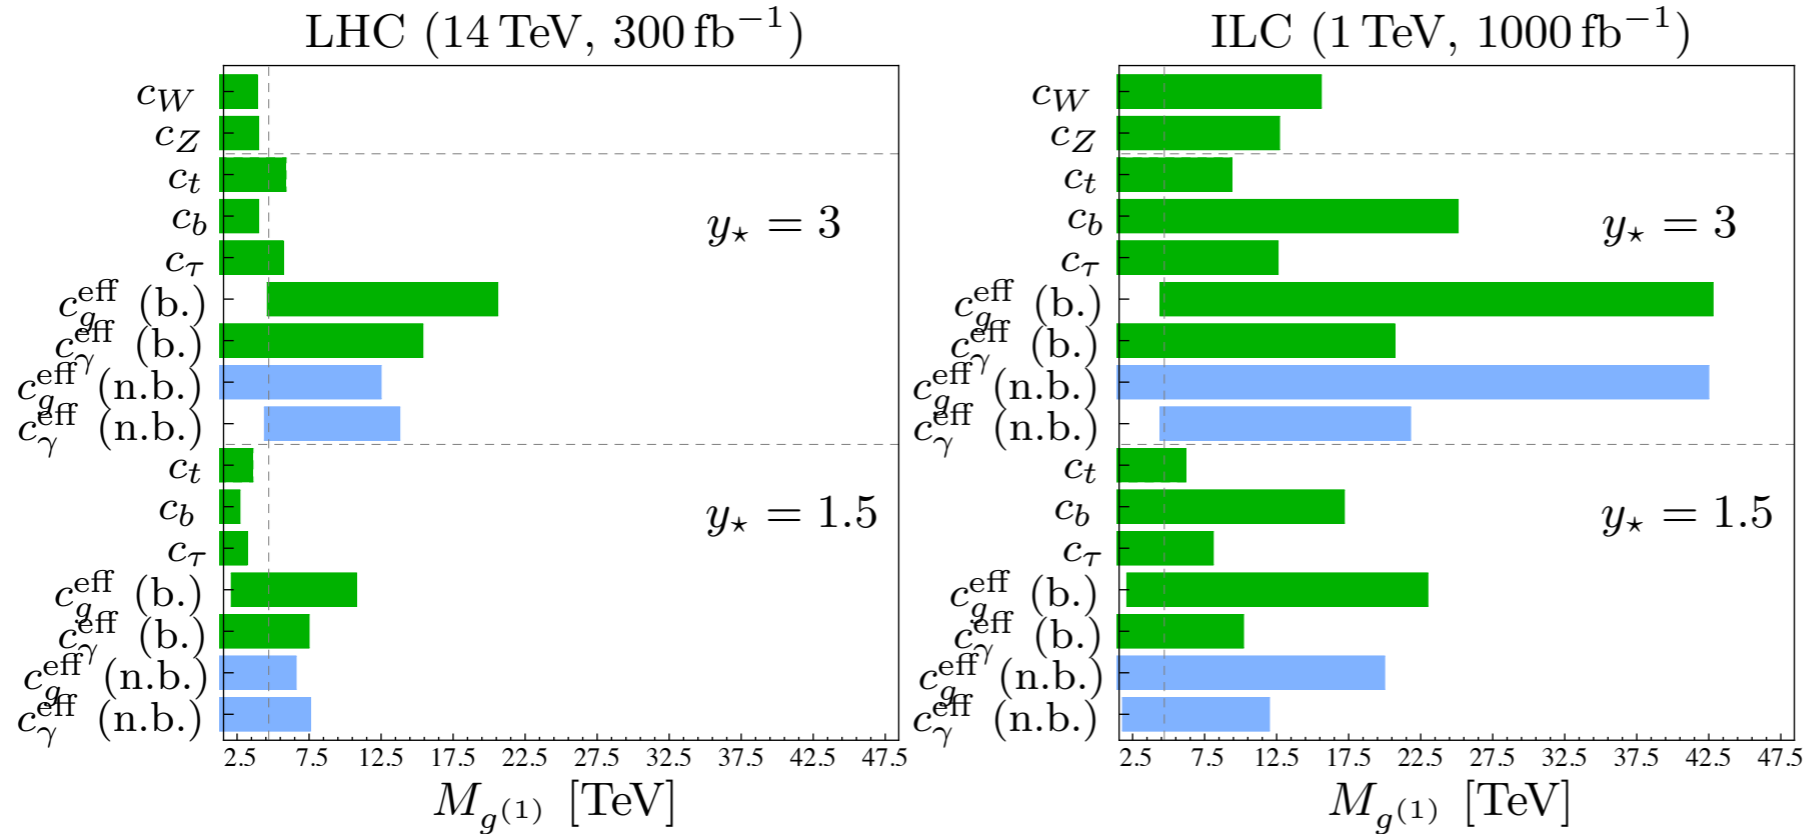 LHC (14 TeV, 300 fb⁻¹)
c_W
c_Z
c_t
c_b
c_τ
c_g^eff (b.)
c_γ^eff (b.)
c_g^eff (n.b.)
c_γ^eff (n.b.)
c_t
c_b
c_τ
c_g^eff (b.)
c_γ^eff (b.)
c_g^eff (n.b.)
c_γ^eff (n.b.)
y⋆ = 3
y⋆ = 1.5
2.5 7.5 12.5 17.5 22.5 27.5 32.5 37.5 42.5 47.5
M_g(1) [TeV]
ILC (1 TeV, 1000 fb⁻¹)
c_W
c_Z
c_t
c_b
c_τ
c_g^eff (b.)
c_γ^eff (b.)
c_g^eff (n.b.)
c_γ^eff (n.b.)
c_t
c_b
c_τ
c_g^eff (b.)
c_γ^eff (b.)
c_g^eff (n.b.)
c_γ^eff (n.b.)
y⋆ = 3
y⋆ = 1.5
2.5 7.5 12.5 17.5 22.5 27.5 32.5 37.5 42.5 47.5
M_g(1) [TeV]